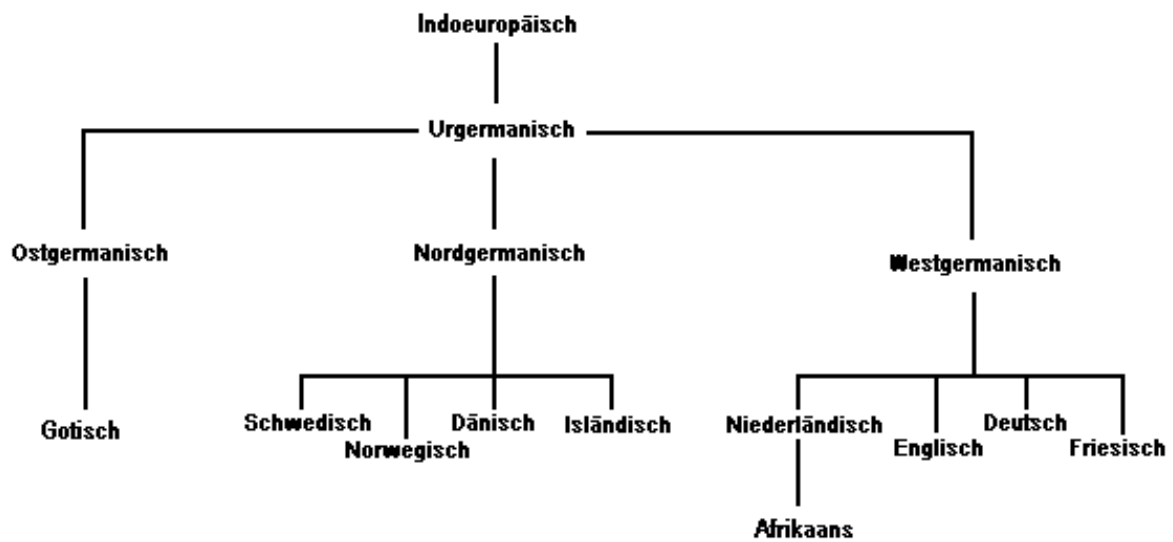 Indoeuropäisch
Urgermanisch
Ostgermanisch
Nordgermanisch
Westgermanisch
Gotisch
Schwedisch
Norwegisch
Dänisch
Isländisch
Niederländisch
Englisch
Deutsch
Friesisch
Afrikaans